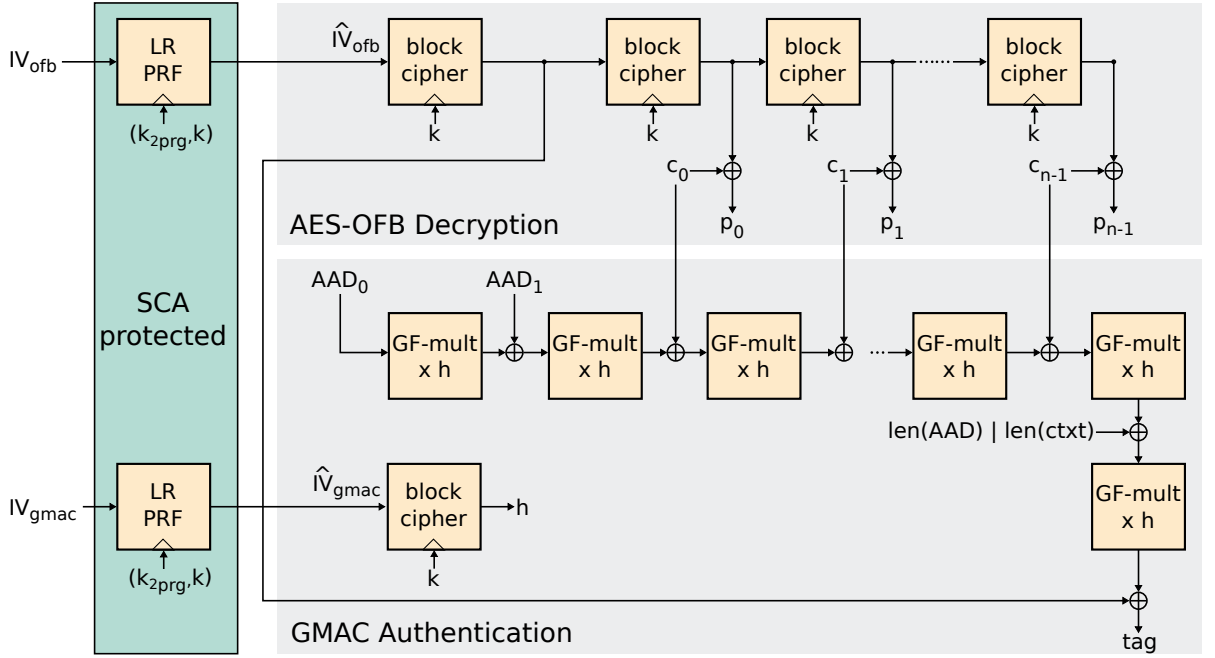 IV_ofb
LR
PRF
(k_2prg,k)
ÎV_ofb
block
cipher
k
block
cipher
k
block
cipher
k
......
block
cipher
k
c_0
p_0
c_1
p_1
c_n-1
p_n-1
AES-OFB Decryption
SCA
protected
AAD_0
AAD_1
GF-mult
x h
GF-mult
x h
GF-mult
x h
...
GF-mult
x h
GF-mult
x h
len(AAD) | len(ctxt)
GF-mult
x h
IV_gmac
LR
PRF
(k_2prg,k)
ÎV_gmac
block
cipher
k
h
tag
GMAC Authentication